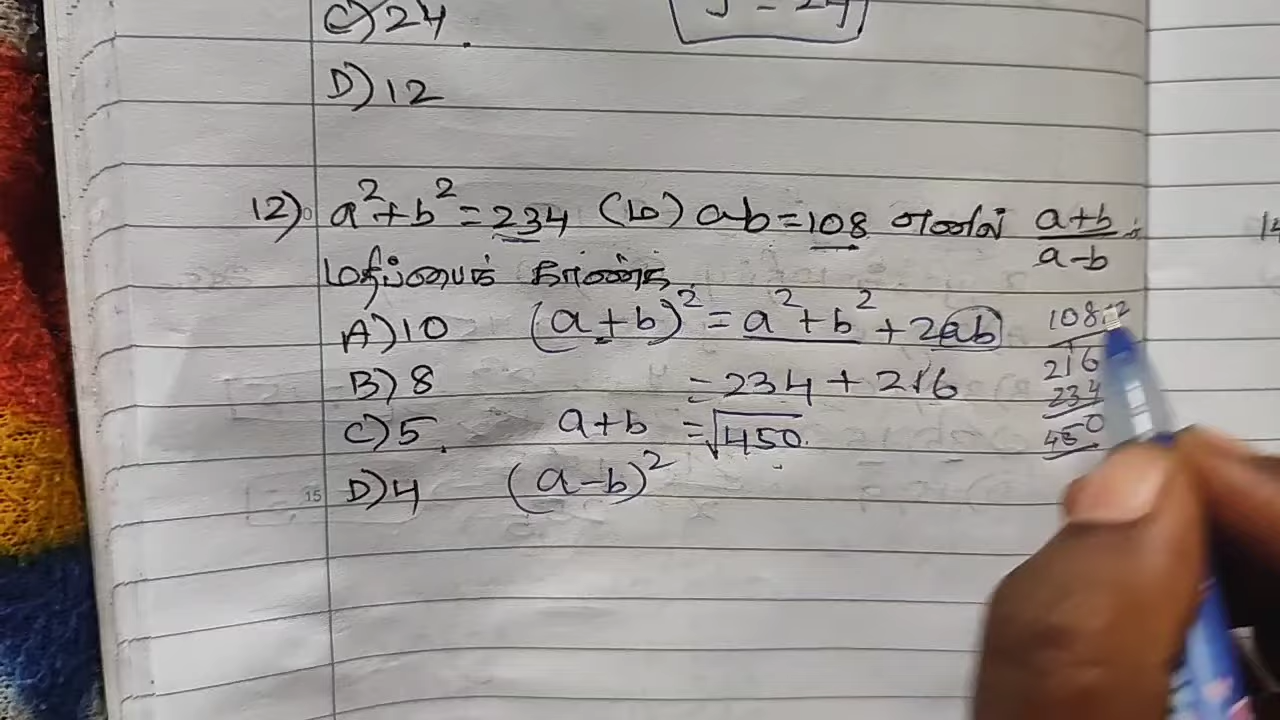 C) 24.
D) 12
12) a²+b²=234 (ம) ab=108 எனில் a+b/a-b
மதிப்பைக் காண்க.
A) 10 (a+b)² = a²+b²+2ab
B) 8 = 234 + 216
C) 5. a+b = √450.
15 D) 4 (a-b)²
108×2
216
234
450